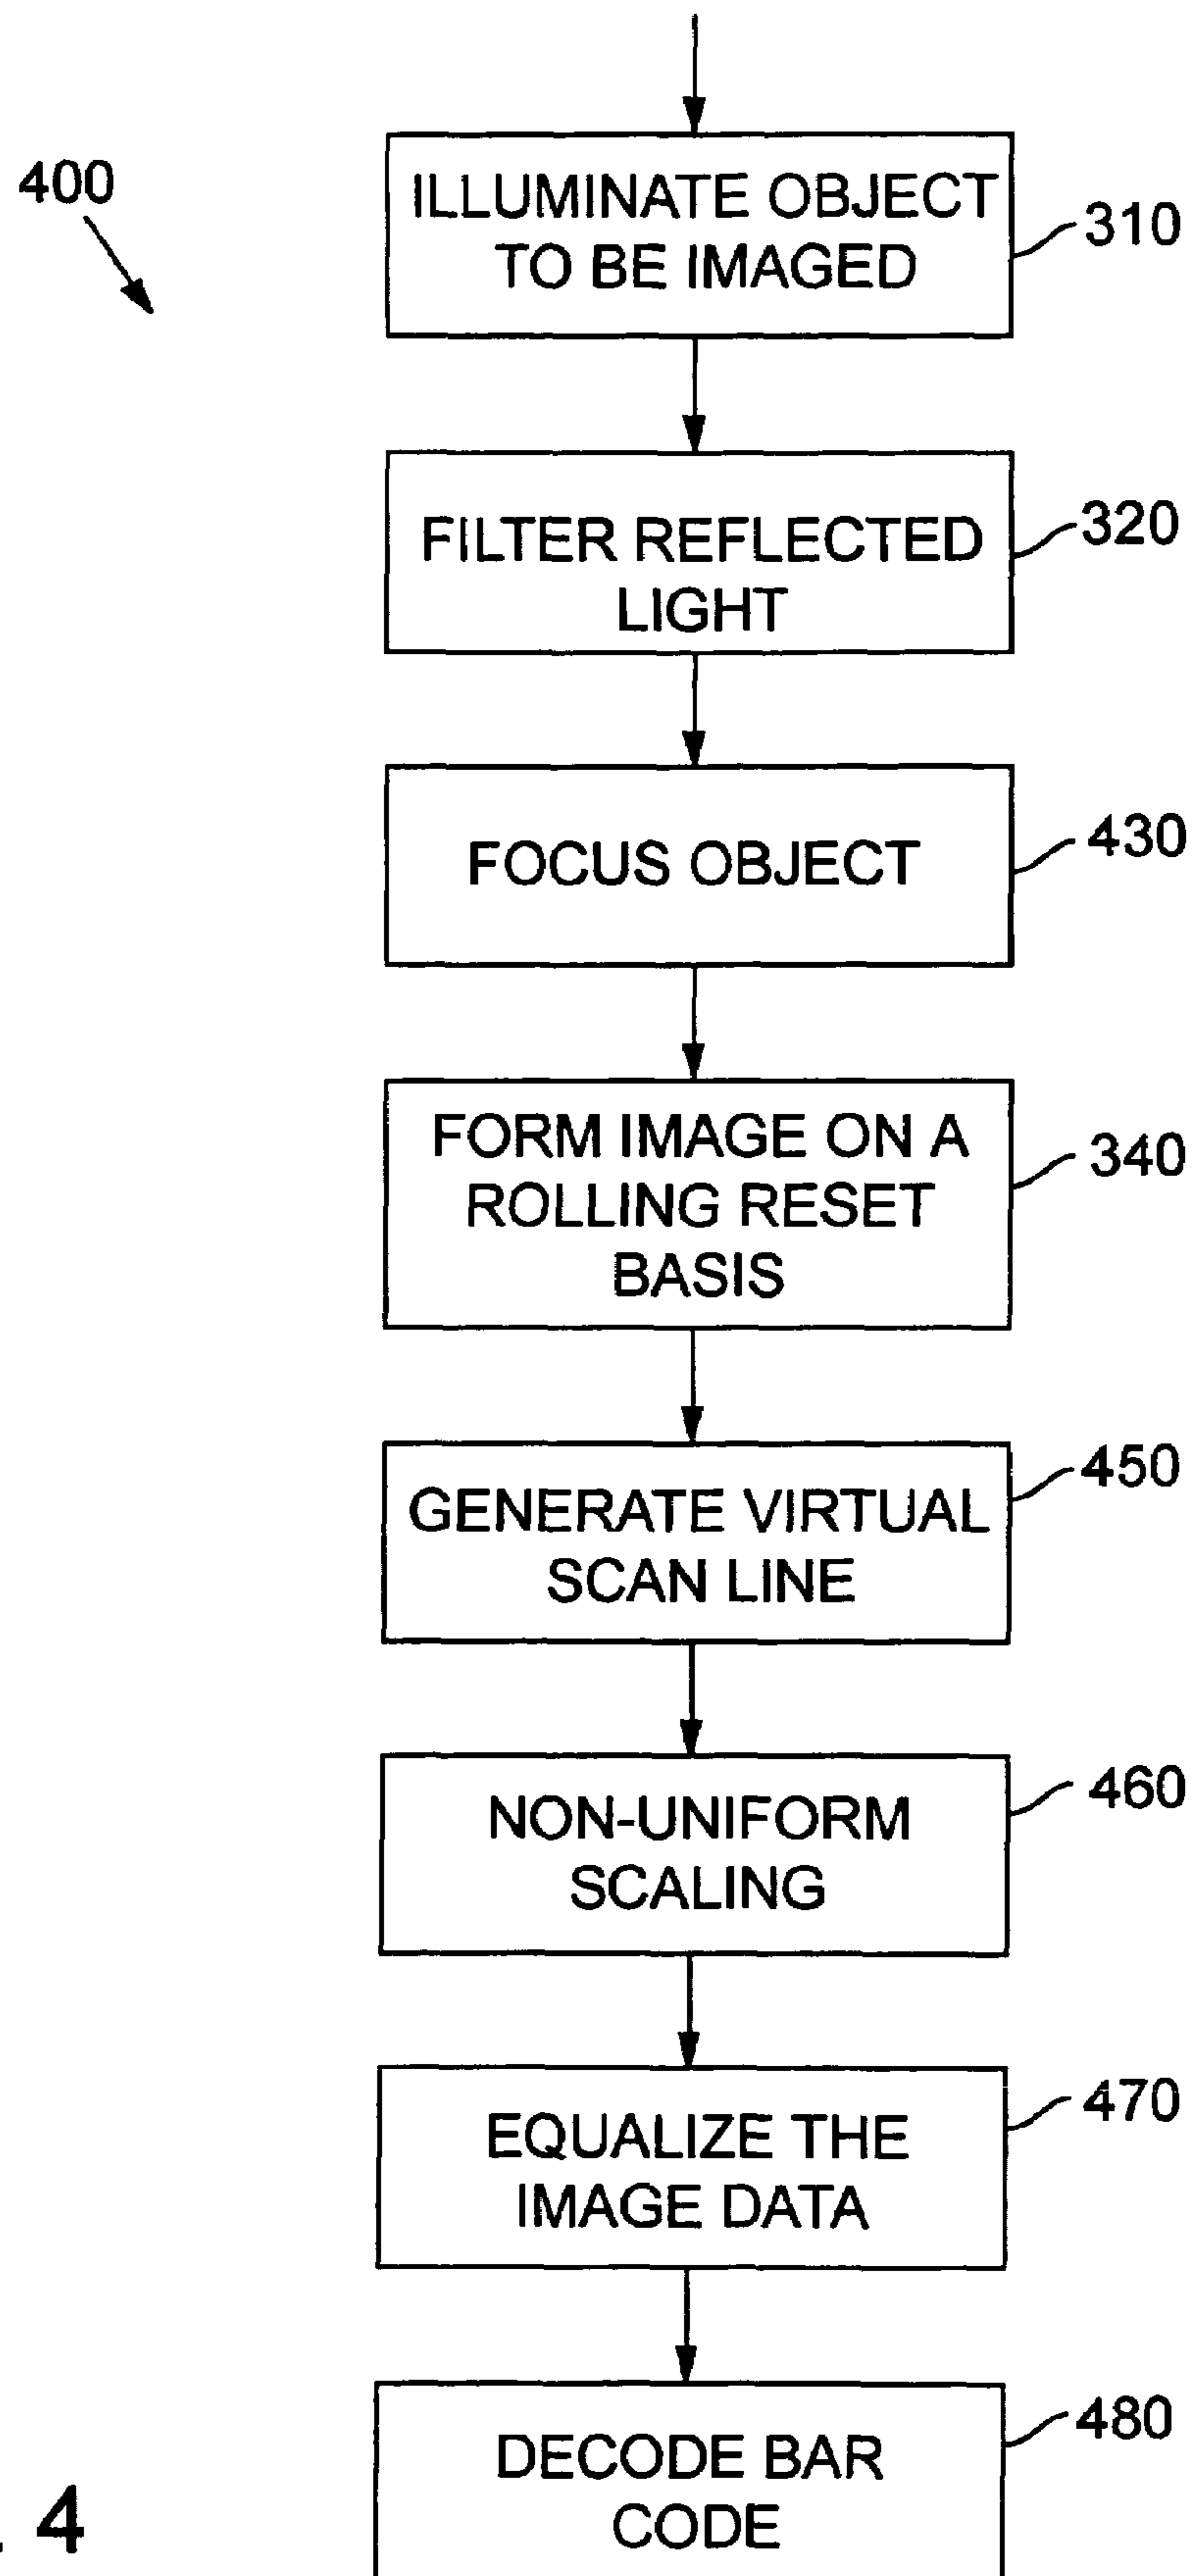 400
ILLUMINATE OBJECT
TO BE IMAGED
310
FILTER REFLECTED
LIGHT
320
FOCUS OBJECT
430
FORM IMAGE ON A
ROLLING RESET
BASIS
340
GENERATE VIRTUAL
SCAN LINE
450
NON-UNIFORM
SCALING
460
EQUALIZE THE
IMAGE DATA
470
DECODE BAR
CODE
480
. 4